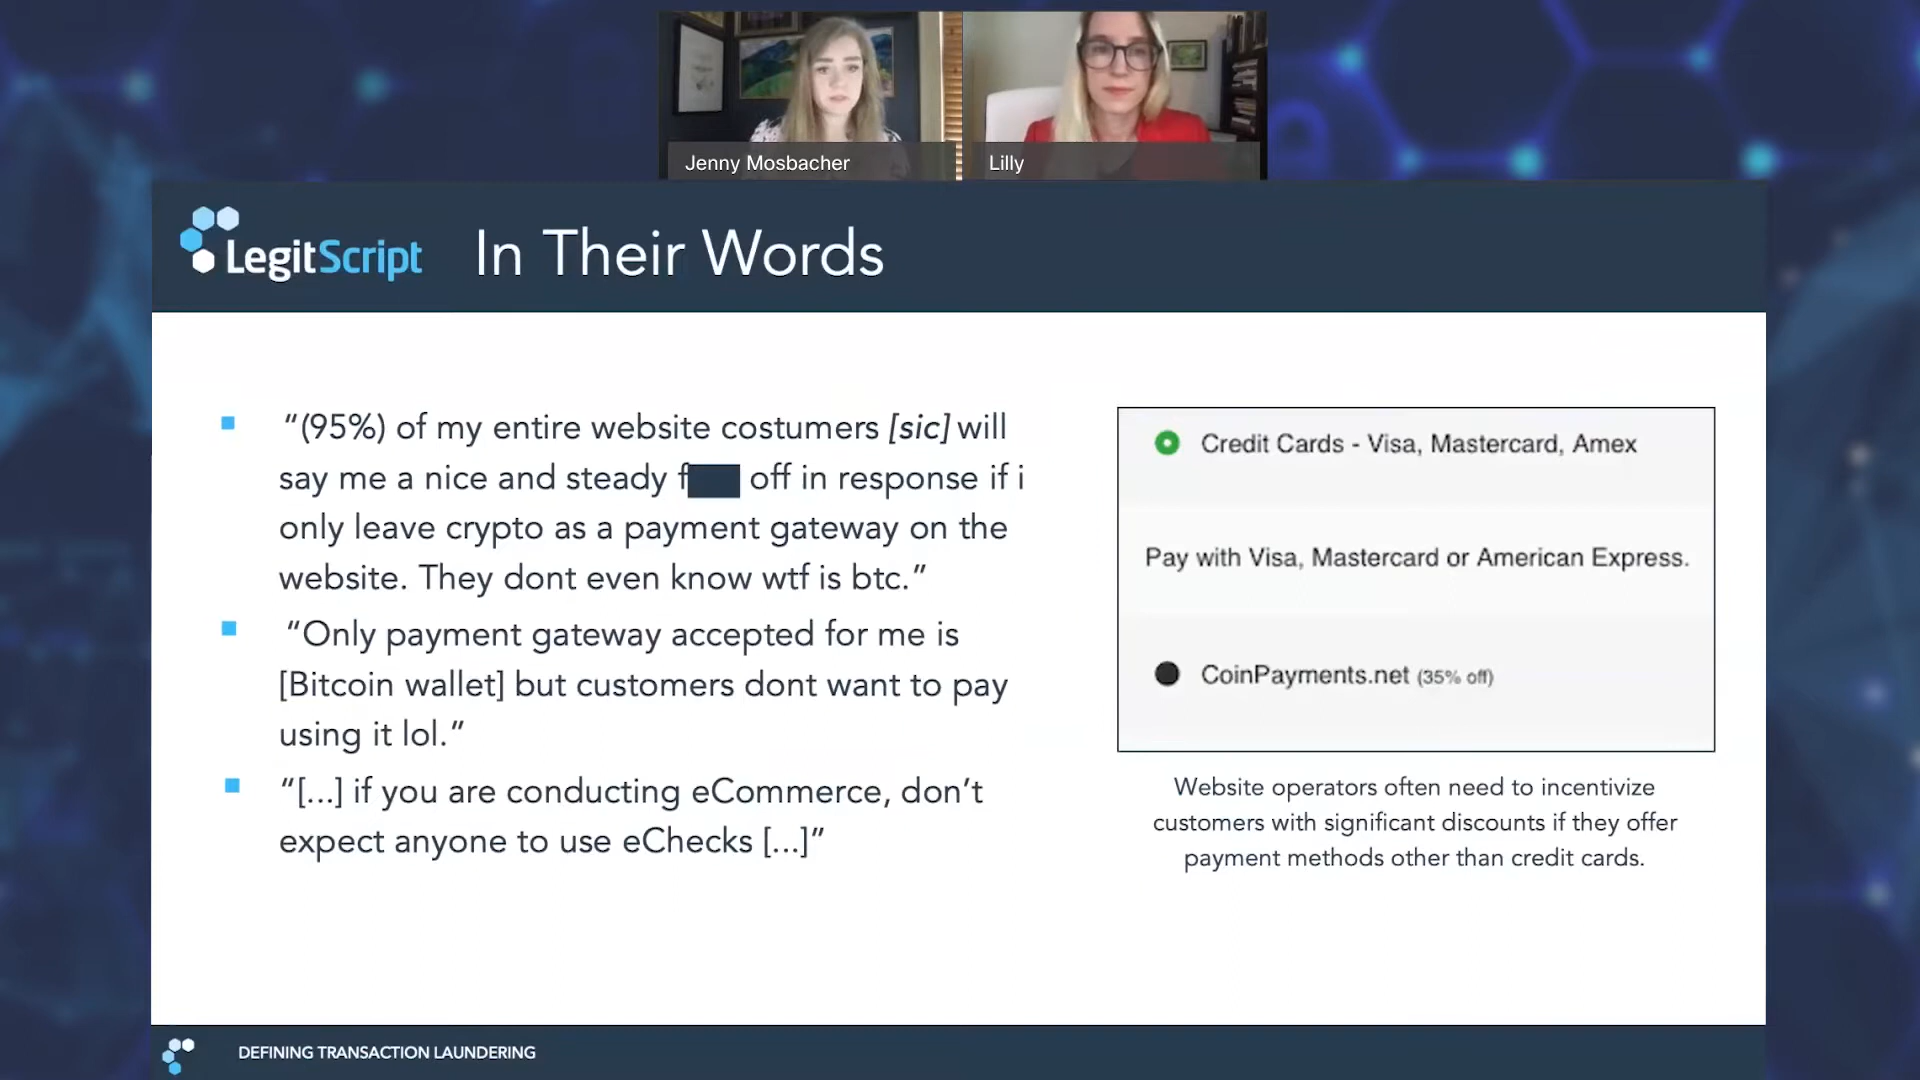 Jenny Mosbacher
Lilly
LegitScript
In Their Words
“(95%) of my entire website costumers [sic] will
say me a nice and steady f off in response if i
only leave crypto as a payment gateway on the
website. They dont even know wtf is btc.”
“Only payment gateway accepted for me is
[Bitcoin wallet] but customers dont want to pay
using it lol.”
“[...] if you are conducting eCommerce, don’t
expect anyone to use eChecks [...]”
Credit Cards - Visa, Mastercard, Amex
Pay with Visa, Mastercard or American Express.
CoinPayments.net (35% off)
Website operators often need to incentivize
customers with significant discounts if they offer
payment methods other than credit cards.
DEFINING TRANSACTION LAUNDERING